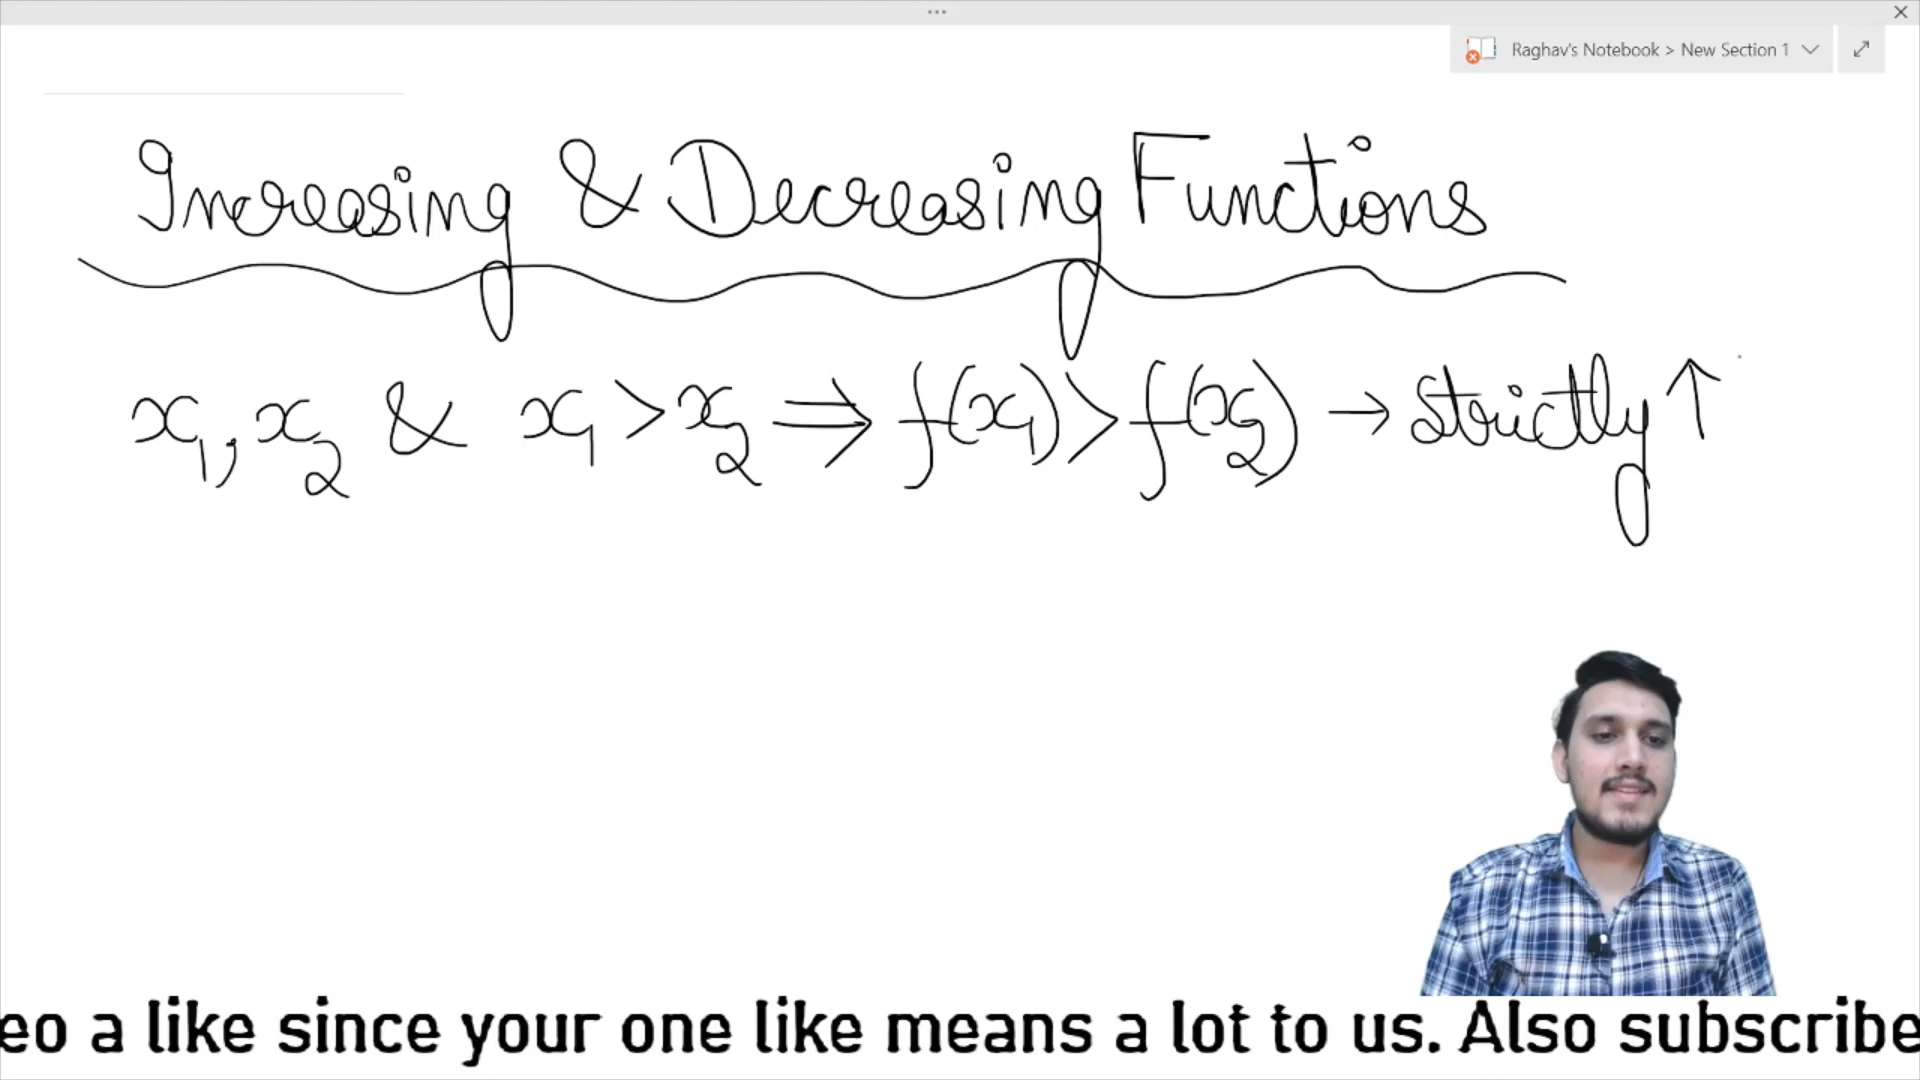 Raghav's Notebook > New Section 1
Increasing & Decreasing Functions
x₁, x₂ & x₁ > x₂ ⇒ f(x₁) > f(x₂) → Strictly ↑
eo a like since your one like means a lot to us. Also subscribe